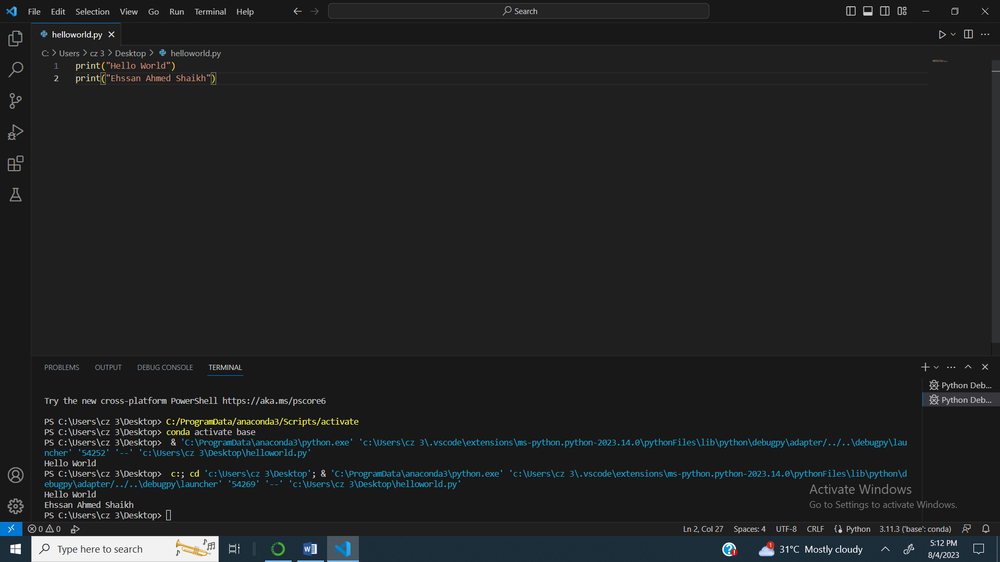 File Edit Selection View Go Run Terminal Help Search
helloworld.py
C: > Users > cz 3 > Desktop > helloworld.py
1 print("Hello World")
2 print("Ehssan Ahmed Shaikh")
PROBLEMS OUTPUT DEBUG CONSOLE TERMINAL
Python Deb...
Python Deb...
Try the new cross-platform PowerShell https://aka.ms/pscore6
PS C:\Users\cz 3\Desktop> C:/ProgramData/anaconda3/Scripts/activate
PS C:\Users\cz 3\Desktop> conda activate base
PS C:\Users\cz 3\Desktop>  & 'C:\ProgramData\anaconda3\python.exe' 'c:\Users\cz 3\.vscode\extensions\ms-python.python-2023.14.0\pythonFiles\lib\python\debugpy\adapter/../..\debugpy\lau
ncher' '54252' '--' 'c:\Users\cz 3\Desktop\helloworld.py'
Hello World
PS C:\Users\cz 3\Desktop>  c:; cd 'c:\Users\cz 3\Desktop'; & 'C:\ProgramData\anaconda3\python.exe' 'c:\Users\cz 3\.vscode\extensions\ms-python.python-2023.14.0\pythonFiles\lib\python\d
ebugpy\adapter/../..\debugpy\launcher' '54269' '--' 'c:\Users\cz 3\Desktop\helloworld.py'
Hello World
Ehssan Ahmed Shaikh
PS C:\Users\cz 3\Desktop>
Activate Windows
Go to Settings to activate Windows.
0 0 Ln 2, Col 27 Spaces: 4 UTF-8 CRLF Python 3.11.3 ('base': conda)
Type here to search 1 31°C Mostly cloudy 5:12 PM
8/4/2023